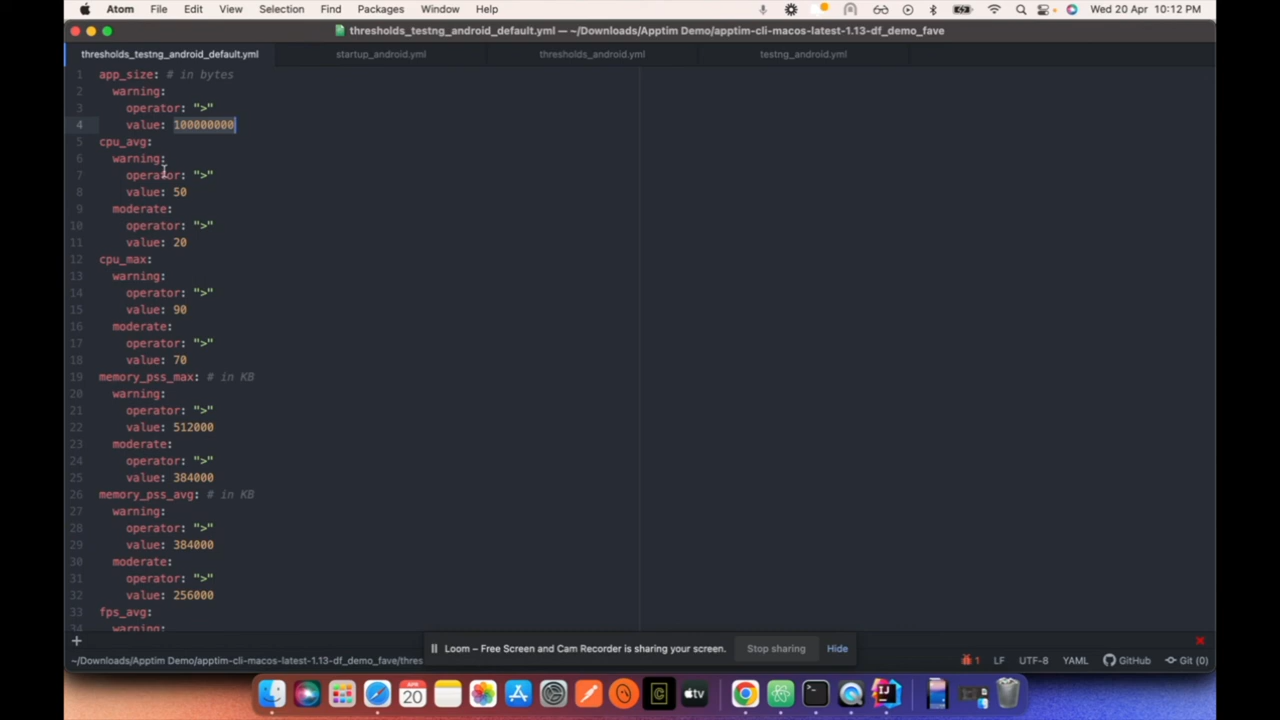 Atom File Edit View Selection Find Packages Window Help Wed 20 Apr 10:12 PM
thresholds_testng_android_default.yml — ~/Downloads/Apptim Demo/apptim-cli-macos-latest-1.13-df_demo_fave
thresholds_testng_android_default.yml startup_android.yml thresholds_android.yml testng_android.yml
1 app_size: # in bytes
2 warning:
3 operator: ">"
4 value: 100000000
5 cpu_avg:
6 warning:
7 operator: ">"
8 value: 50
9 moderate:
10 operator: ">"
11 value: 20
12 cpu_max:
13 warning:
14 operator: ">"
15 value: 90
16 moderate:
17 operator: ">"
18 value: 70
19 memory_pss_max: # in KB
20 warning:
21 operator: ">"
22 value: 512000
23 moderate:
24 operator: ">"
25 value: 384000
26 memory_pss_avg: # in KB
27 warning:
28 operator: ">"
29 value: 384000
30 moderate:
31 operator: ">"
32 value: 256000
33 fps_avg:
34 warning:
Loom – Free Screen and Cam Recorder is sharing your screen. Stop sharing Hide
~/Downloads/Apptim Demo/apptim-cli-macos-latest-1.13-df_demo_fave/thres 1 LF UTF-8 YAML GitHub Git (0)
APR
20
tv